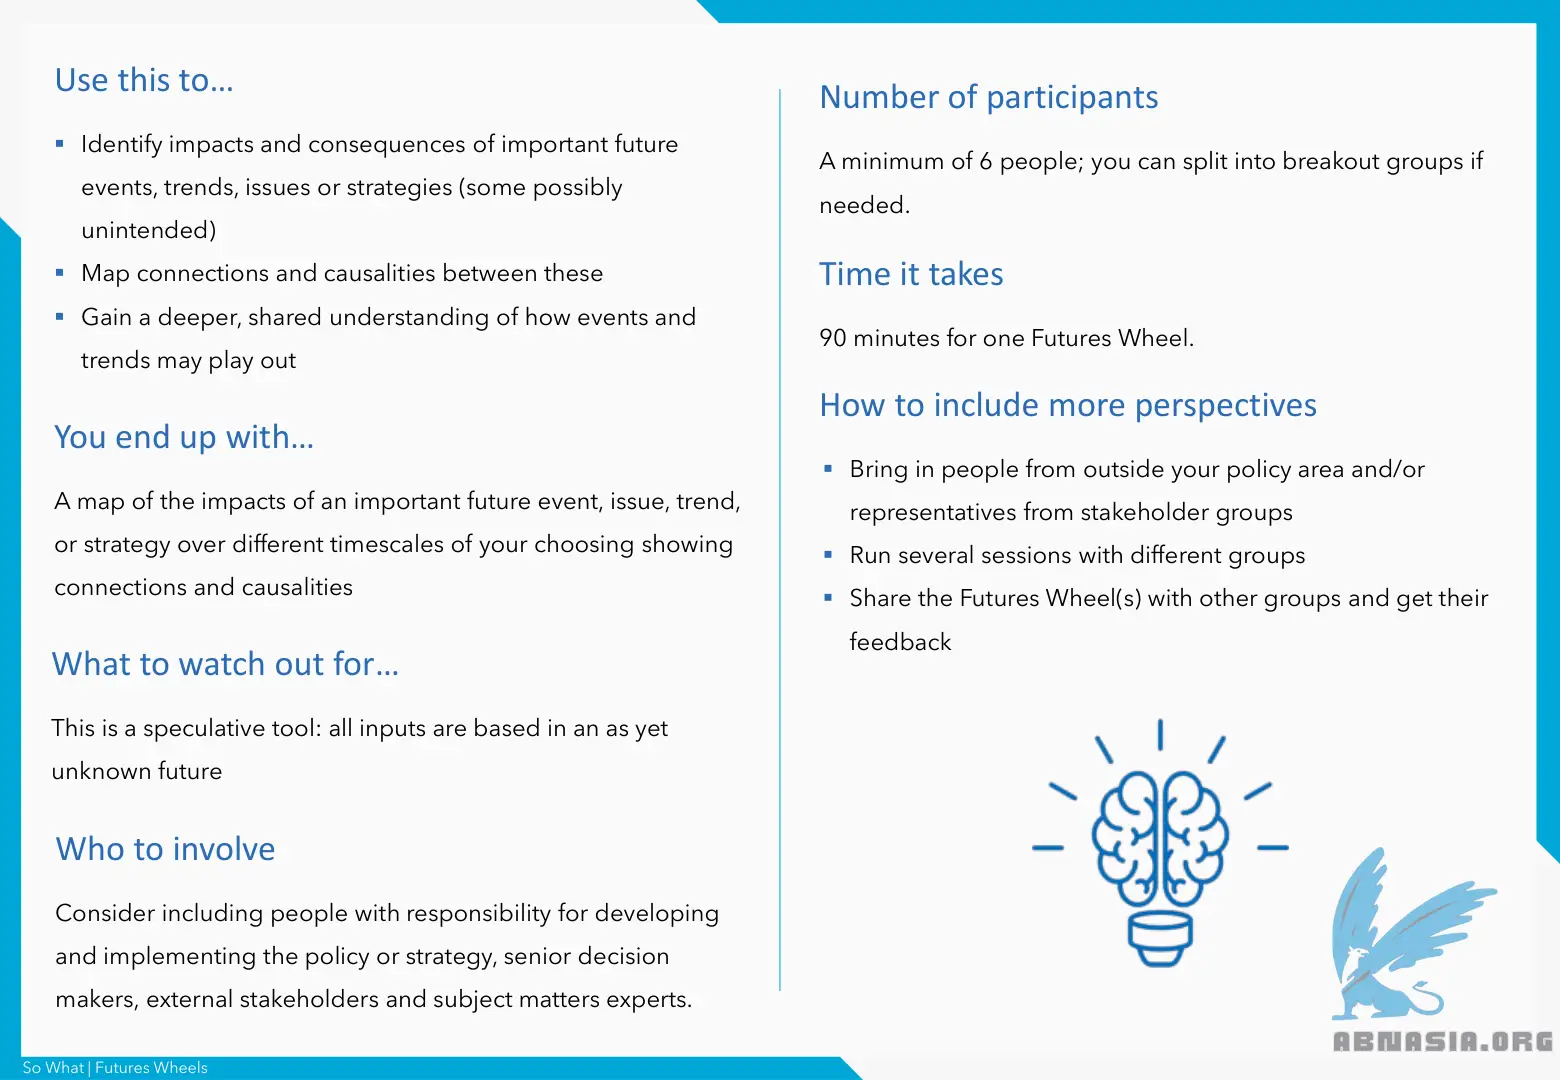 Use this to...
▪ Identify impacts and consequences of important future
events, trends, issues or strategies (some possibly
unintended)
▪ Map connections and causalities between these
▪ Gain a deeper, shared understanding of how events and
trends may play out
You end up with...
A map of the impacts of an important future event, issue, trend,
or strategy over different timescales of your choosing showing
connections and causalities
What to watch out for...
This is a speculative tool: all inputs are based in an as yet
unknown future
Who to involve
Consider including people with responsibility for developing
and implementing the policy or strategy, senior decision
makers, external stakeholders and subject matters experts.
Number of participants
A minimum of 6 people; you can split into breakout groups if
needed.
Time it takes
90 minutes for one Futures Wheel.
How to include more perspectives
▪ Bring in people from outside your policy area and/or
representatives from stakeholder groups
▪ Run several sessions with different groups
▪ Share the Futures Wheel(s) with other groups and get their
feedback
ABNASIA.ORG
So What | Futures Wheels